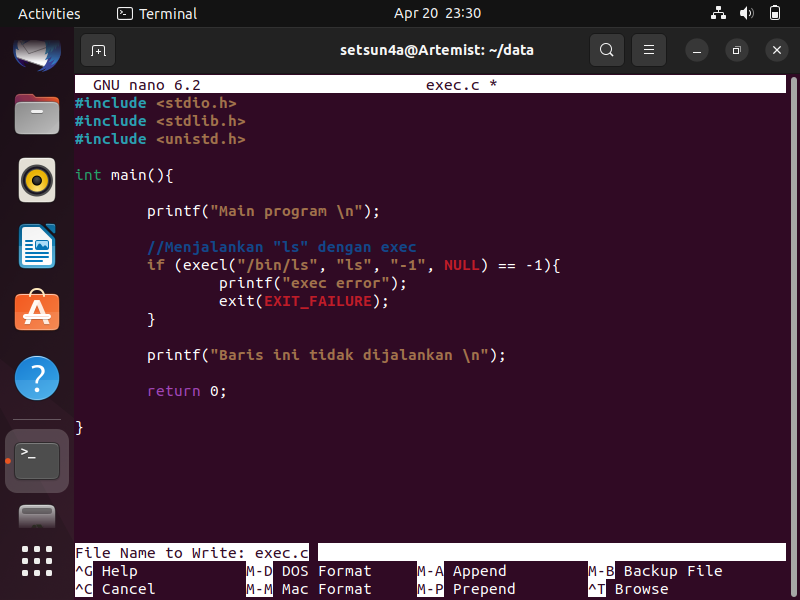 Activities Terminal Apr 20 23:30
setsun4a@Artemist: ~/data
GNU nano 6.2 exec.c *
#include <stdio.h>
#include <stdlib.h>
#include <unistd.h>
int main(){
printf("Main program \n");
//Menjalankan "ls" dengan exec
if (execl("/bin/ls", "ls", "-1", NULL) == -1){
printf("exec error");
exit(EXIT_FAILURE);
}
printf("Baris ini tidak dijalankan \n");
return 0;
}
File Name to Write: exec.c
^G Help M-D DOS Format M-A Append M-B Backup File
^C Cancel M-M Mac Format M-P Prepend ^T Browse